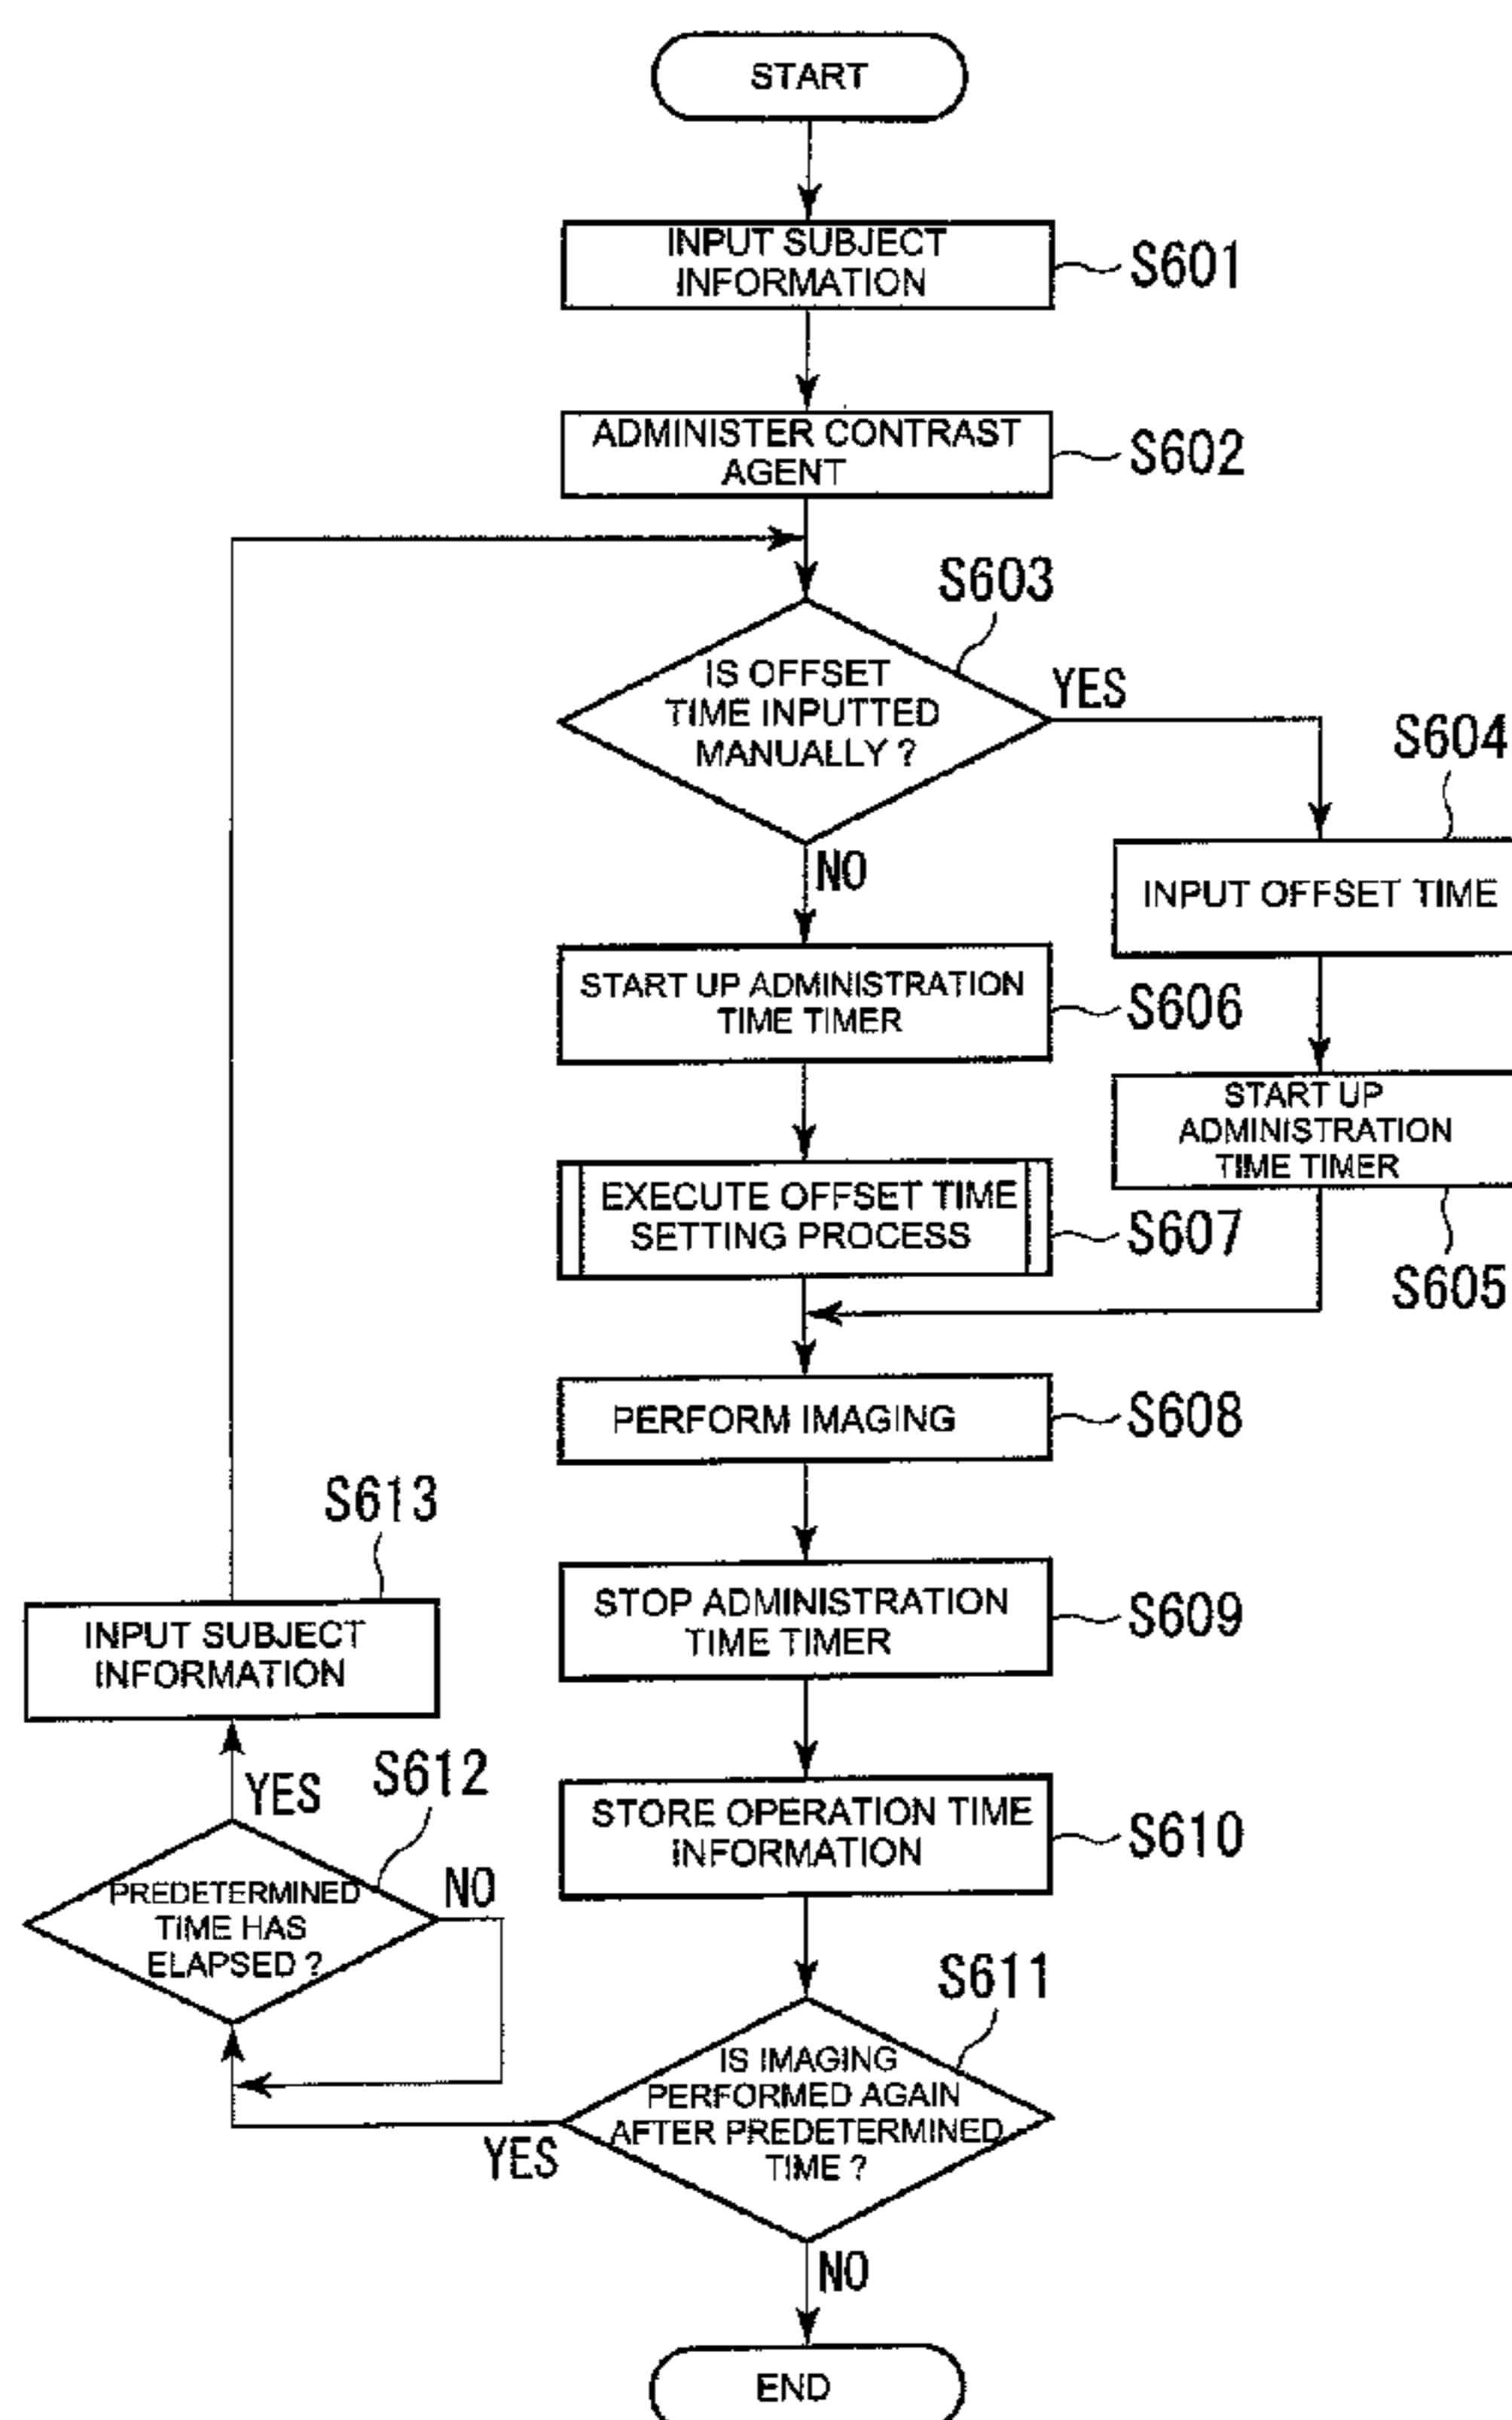 START
INPUT SUBJECT
INFORMATION
S601
ADMINISTER CONTRAST
AGENT
S602
S603
IS OFFSET
TIME INPUTTED
MANUALLY ?
YES
NO
S604
INPUT OFFSET TIME
START UP ADMINISTRATION
TIME TIMER
S606
START UP
ADMINISTRATION
TIME TIMER
S605
EXECUTE OFFSET TIME
SETTING PROCESS
S607
PERFORM IMAGING
S608
STOP ADMINISTRATION
TIME TIMER
S609
STORE OPERATION TIME
INFORMATION
S610
S611
IS IMAGING
PERFORMED AGAIN
AFTER PREDETERMINED
TIME ?
YES
NO
S612
PREDETERMINED
TIME HAS
ELAPSED ?
NO
YES
S613
INPUT SUBJECT
INFORMATION
END